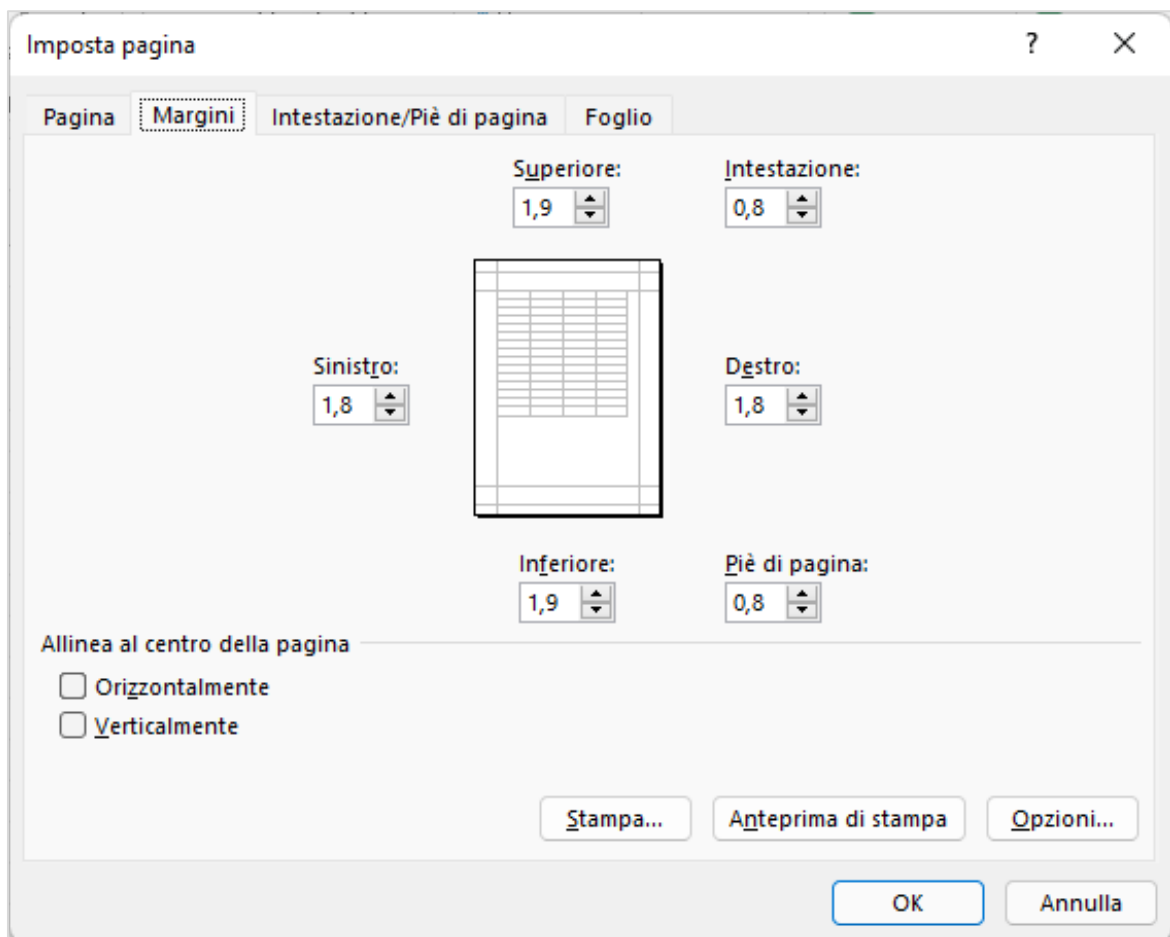 Imposta pagina ?
Pagina Margini Intestazione/Piè di pagina Foglio
Superiore: Intestazione:
1,9 0,8
Sinistro: Destro:
1,8 1,8
Inferiore: Piè di pagina:
1,9 0,8
Allinea al centro della pagina
Orizzontalmente
Verticalmente
Stampa... Anteprima di stampa Opzioni...
OK Annulla